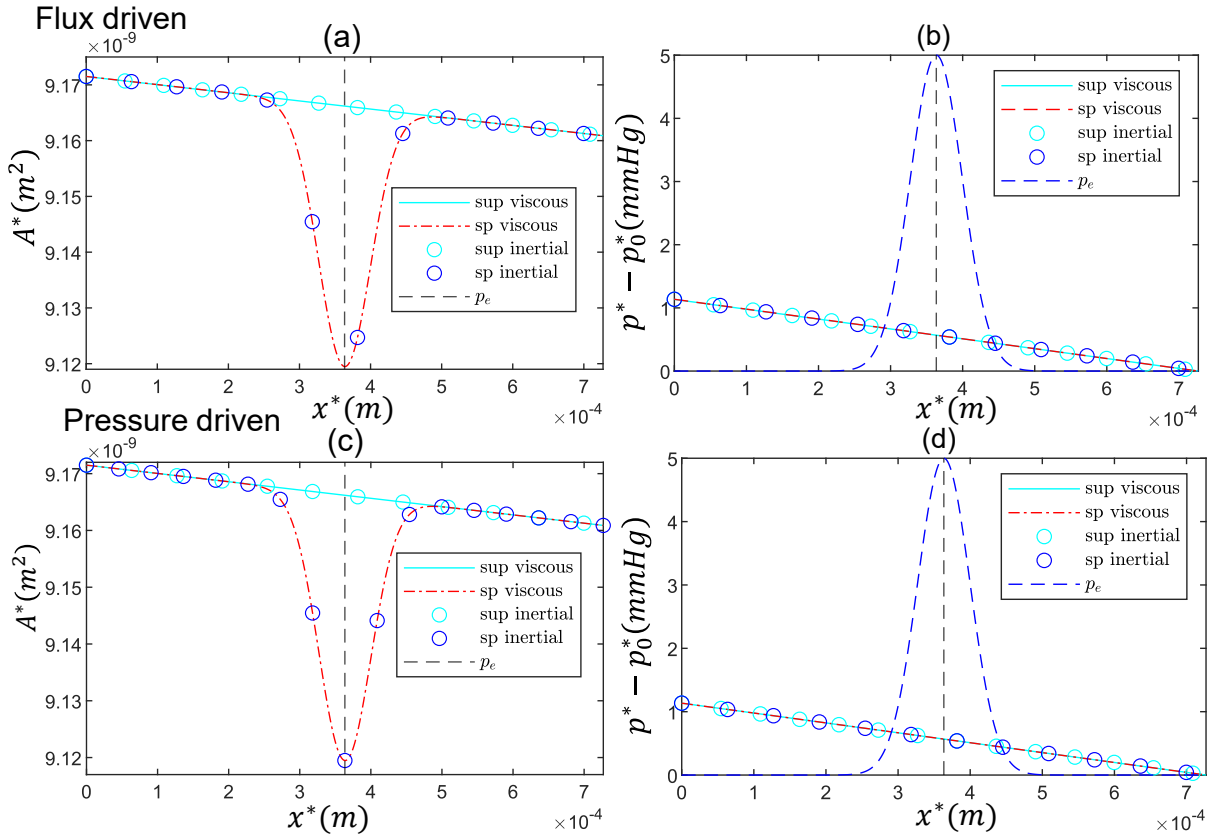 Flux driven
(a)
×10⁻⁹
9.17
9.16
9.15
9.14
9.13
9.12
A*(m²)
sup viscous
sp viscous
sup inertial
sp inertial
pₑ
0 1 2 3 4 5 6 7
x*(m)
×10⁻⁴
(b)
5
4
3
2
1
0
p* − p₀*(mmHg)
sup viscous
sp viscous
sup inertial
sp inertial
pₑ
0 1 2 3 4 5 6 7
x*(m)
×10⁻⁴
Pressure driven
(c)
×10⁻⁹
9.17
9.16
9.15
9.14
9.13
9.12
A*(m²)
sup viscous
sp viscous
sup inertial
sp inertial
pₑ
0 1 2 3 4 5 6 7
x*(m)
×10⁻⁴
(d)
5
4
3
2
1
0
p* − p₀*(mmHg)
sup viscous
sp viscous
sup inertial
sp inertial
pₑ
0 1 2 3 4 5 6 7
x*(m)
×10⁻⁴